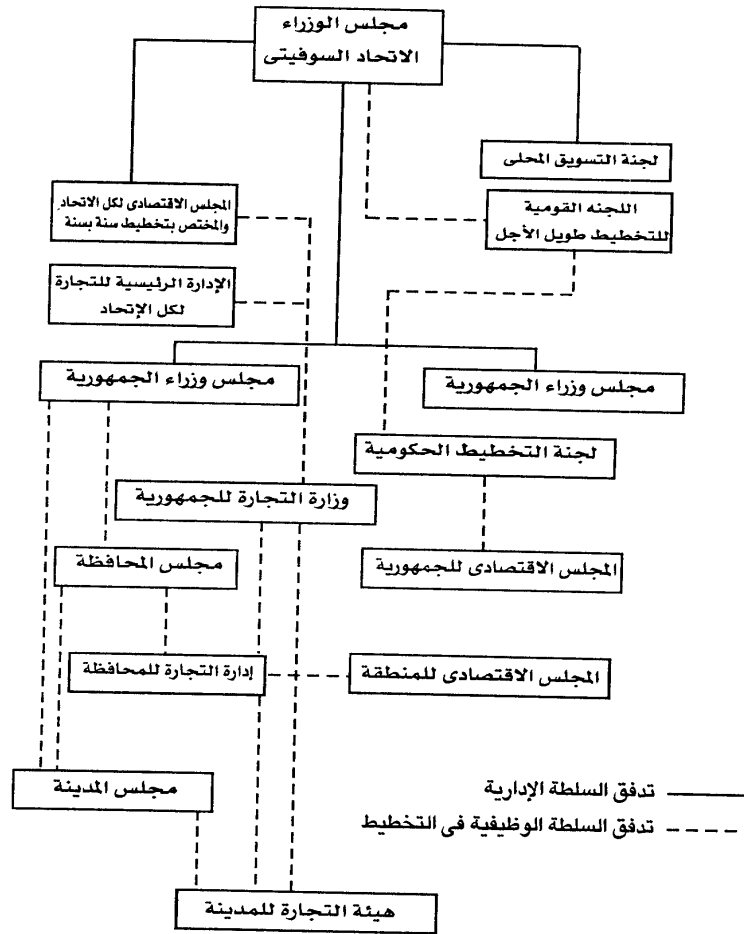 مجلس الوزراء
الاتحاد السوفيتى
لجنة التسويق المحلى
المجلس الاقتصادى لكل الاتحاد
والمختص بتخطيط سنة بسنة
اللجنه القومية
للتخطيط طويل الأجل
الإدارة الرئيسية للتجارة
لكل الإتحاد
مجلس وزراء الجمهورية
مجلس وزراء الجمهورية
لجنة التخطيط الحكومية
وزارة التجارة للجمهورية
مجلس المحافظة
المجلس الاقتصادى للجمهورية
إدارة التجارة للمحافظة
المجلس الاقتصادى للمنطقة
مجلس المدينة
تدفق السلطة الإدارية
تدفق السلطة الوظيفية فى التخطيط
هيئة التجارة للمدينة